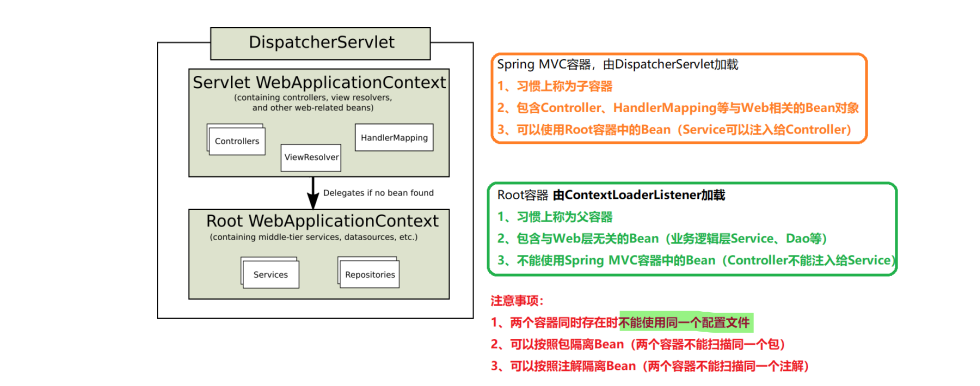 DispatcherServlet
Servlet WebApplicationContext
(containing controllers, view resolvers,
and other web-related beans)
Controllers
HandlerMapping
ViewResolver
Delegates if no bean found
Root WebApplicationContext
(containing middle-tier services, datasources, etc.)
Services
Repositories
Spring MVC容器，由DispatcherServlet加载
1、习惯上称为子容器
2、包含Controller、HandlerMapping等与Web相关的Bean对象
3、可以使用Root容器中的Bean（Service可以注入给Controller）
Root容器 由ContextLoaderListener加载
1、习惯上称为父容器
2、包含与Web层无关的Bean（业务逻辑层Service、Dao等）
3、不能使用Spring MVC容器中的Bean（Controller不能注入给Service）
注意事项：
1、两个容器同时存在时不能使用同一个配置文件
2、可以按照包隔离Bean（两个容器不能扫描同一个包）
3、可以按照注解隔离Bean（两个容器不能扫描同一个注解）